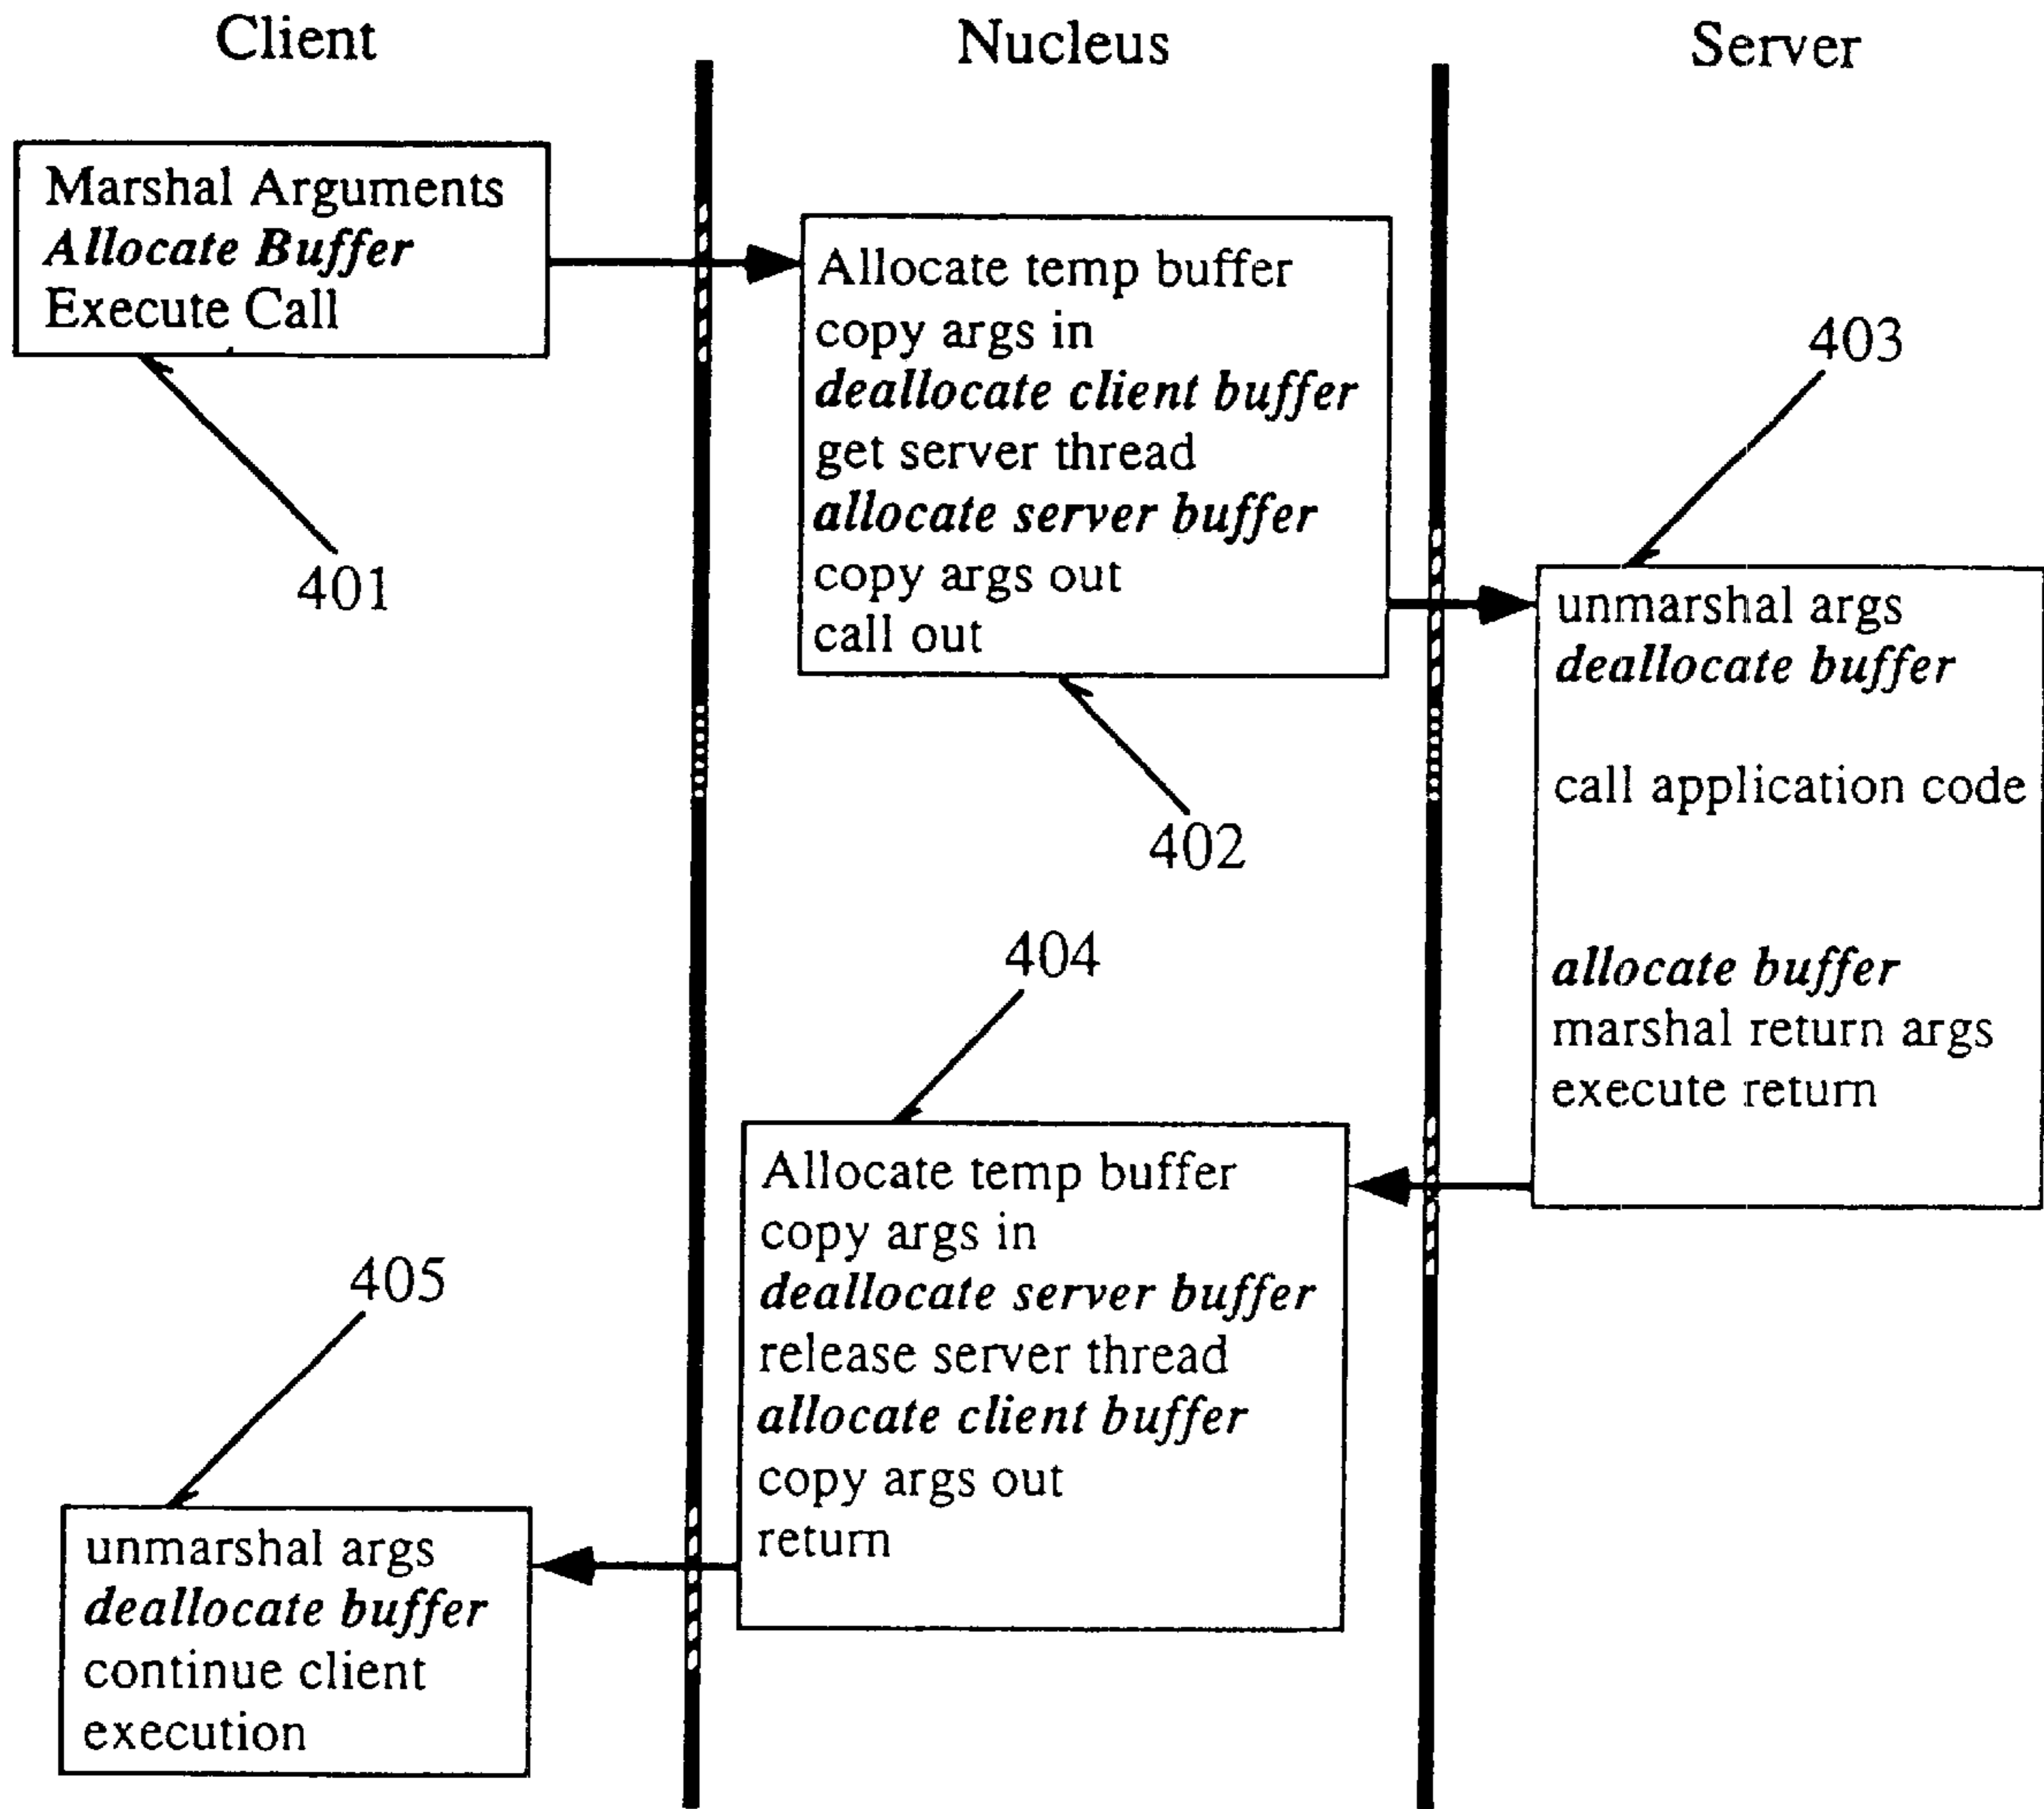 Client
Nucleus
Server
Marshal Arguments
Allocate Buffer
Execute Call
401
Allocate temp buffer
copy args in
deallocate client buffer
get server thread
allocate server buffer
copy args out
call out
402
403
unmarshal args
deallocate buffer
call application code
allocate buffer
marshal return args
execute return
404
Allocate temp buffer
copy args in
deallocate server buffer
release server thread
allocate client buffer
copy args out
return
405
unmarshal args
deallocate buffer
continue client
execution